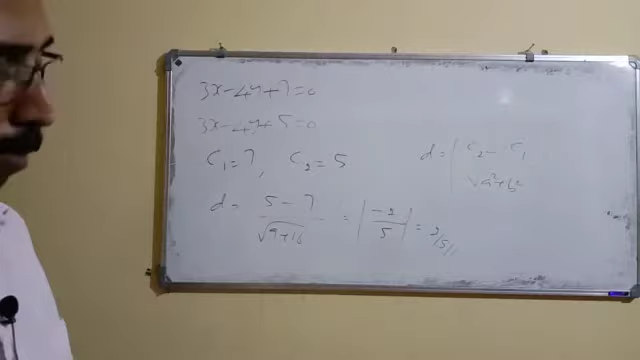 3x-4y+7=0
3x-4y+5=0
C₁=7, C₂=5
d = | C₂ - C₁ / √a²+b²
d = 5-7 / √9+16 = |-2/5| = 2/5